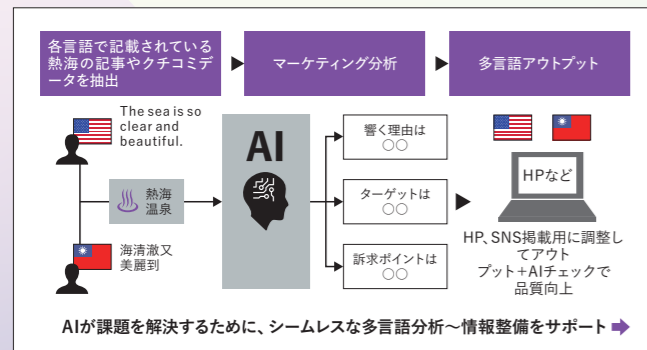 各言語で記載されている
熱海の記事やクチコミデ
ータを抽出
マーケティング分析
多言語アウトプット
The sea is so
clear and
beautiful.
熱海
温泉
海清澈又
美麗到
AI
響く理由は
○○
ターゲットは
○○
訴求ポイントは
○○
HPなど
HP、SNS掲載用に調整し
てアウト
プット+AIチェックで
品質向上
AIが課題を解決するために、シームレスな多言語分析～情報整備をサポート